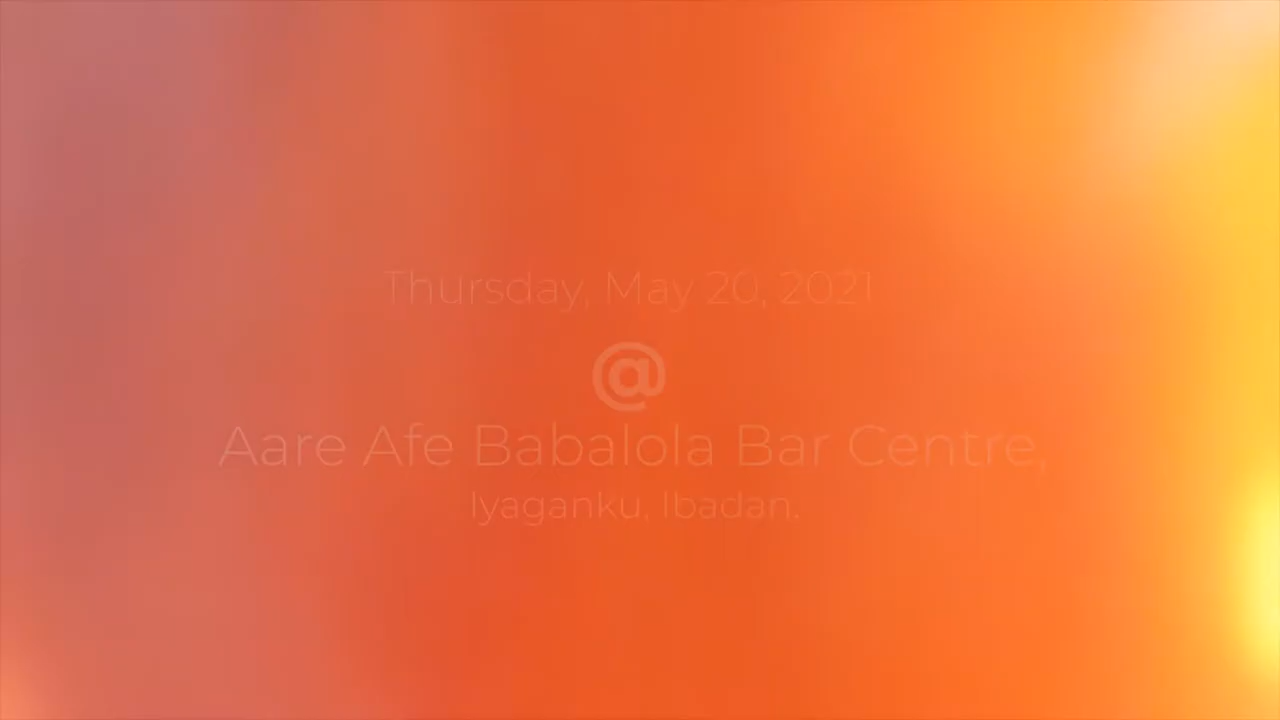 Thursday, May 20, 2021
@
Aare Afe Babalola Bar Centre,
Iyaganku, Ibadan.